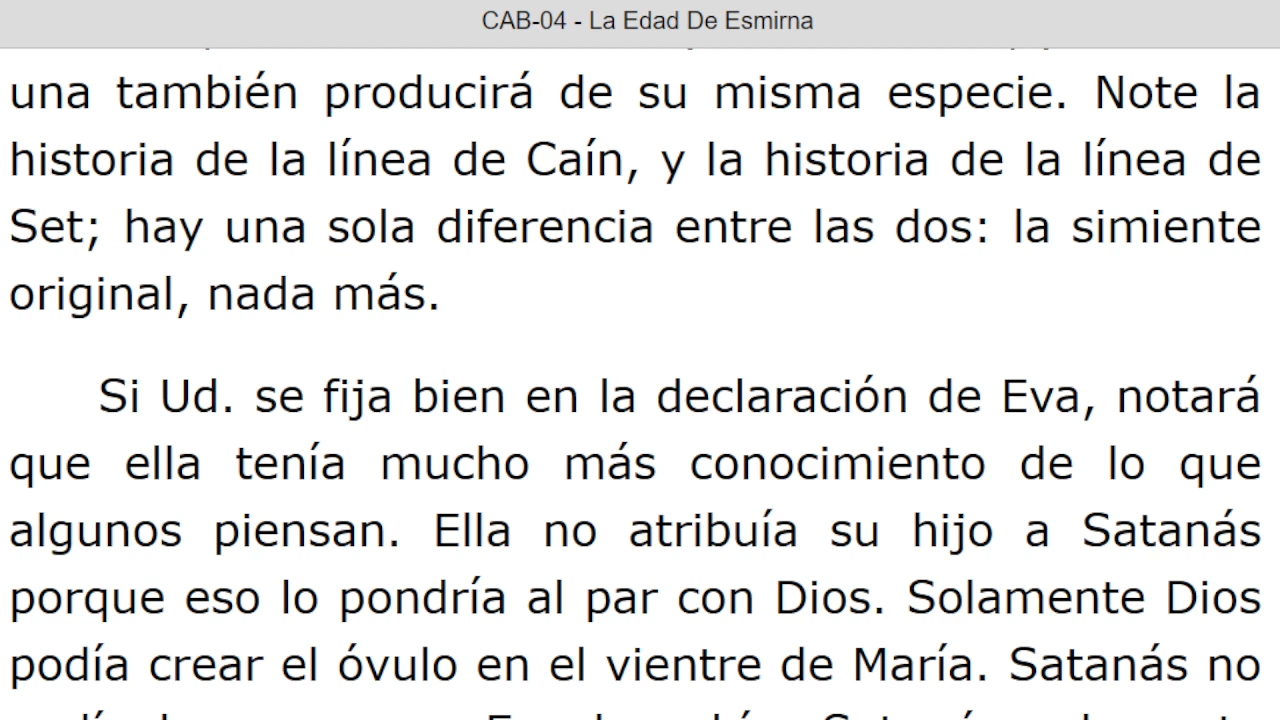 CAB-04 - La Edad De Esmirna
una también producirá de su misma especie. Note la
historia de la línea de Caín, y la historia de la línea de
Set; hay una sola diferencia entre las dos: la simiente
original, nada más.
Si Ud. se fija bien en la declaración de Eva, notará
que ella tenía mucho más conocimiento de lo que
algunos piensan. Ella no atribuía su hijo a Satanás
porque eso lo pondría al par con Dios. Solamente Dios
podía crear el óvulo en el vientre de María. Satanás no